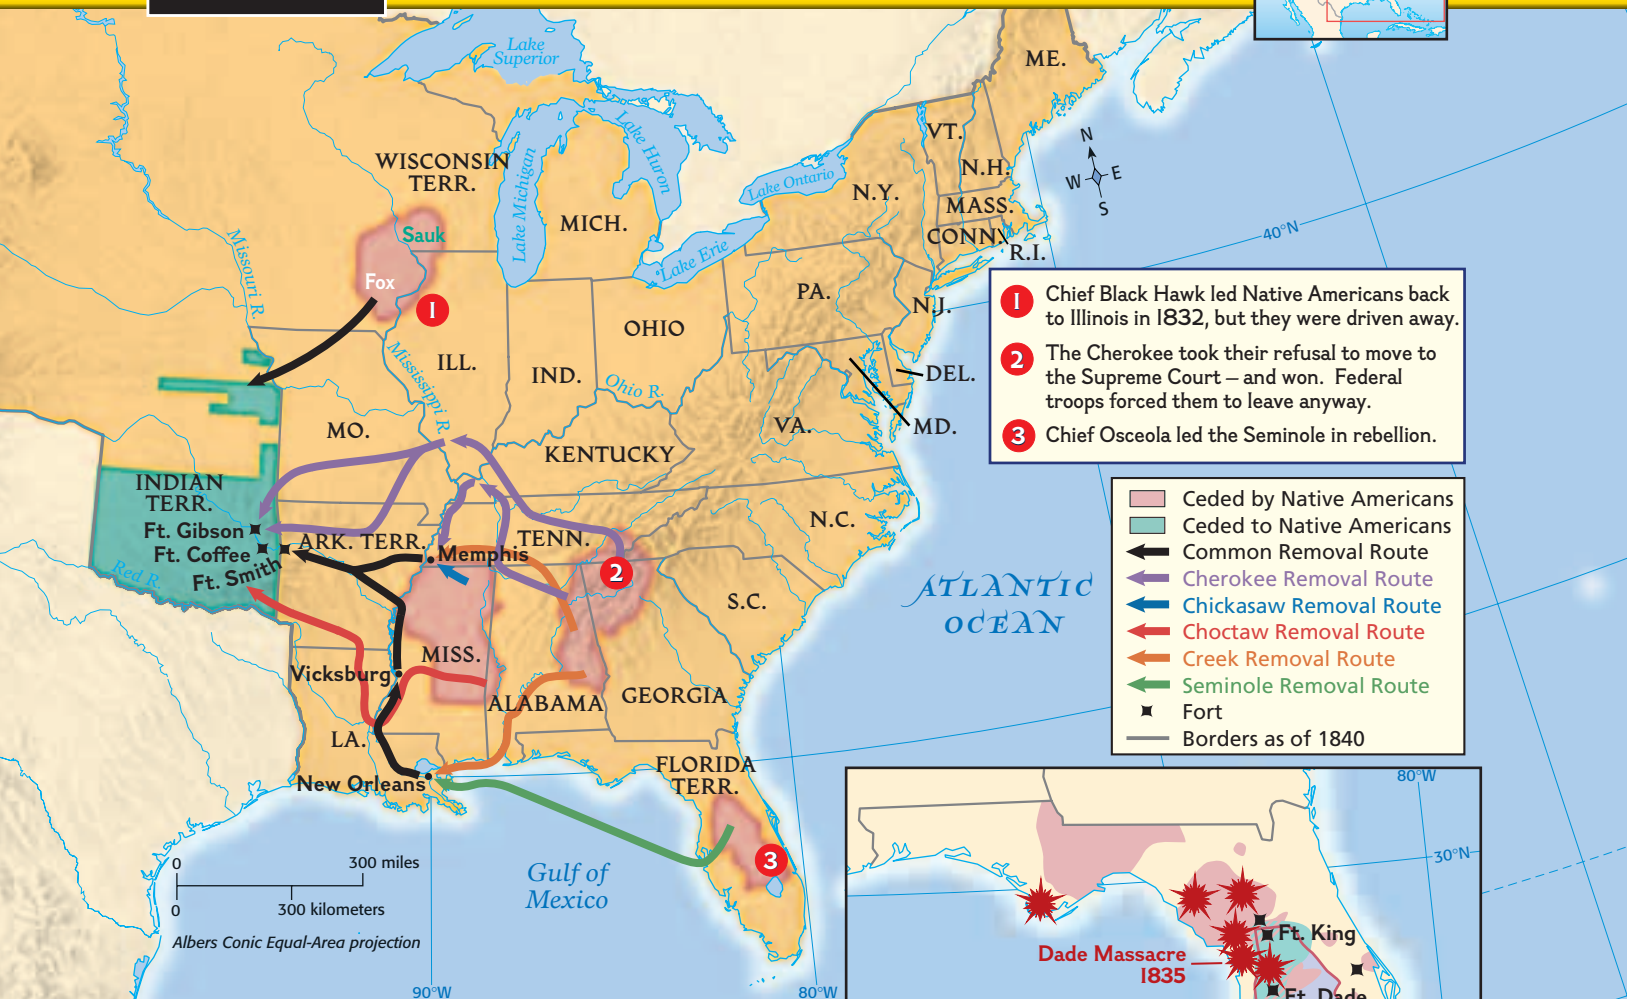 Lake
Superior
ME.
VT.
N.H.
N
W
E
S
WISCONSIN
TERR.
Lake Michigan
Lake Huron
Lake Ontario
N.Y.
MASS.
CONN.
R.I.
MICH.
Lake Erie
40°N
Sauk
Fox
1
Missouri R.
PA.
N.J.
OHIO
ILL.
IND.
Mississippi R.
Ohio R.
DEL.
MD.
VA.
MO.
KENTUCKY
1 Chief Black Hawk led Native Americans back
to Illinois in 1832, but they were driven away.
2 The Cherokee took their refusal to move to
the Supreme Court – and won. Federal
troops forced them to leave anyway.
3 Chief Osceola led the Seminole in rebellion.
INDIAN
TERR.
Ft. Gibson
Ft. Coffee
Ft. Smith
Red R.
ARK. TERR.
Memphis
TENN.
N.C.
2
S.C.
ATLANTIC
OCEAN
MISS.
Vicksburg
ALABAMA
GEORGIA
LA.
New Orleans
FLORIDA
TERR.
3
Gulf of
Mexico
Ceded by Native Americans
Ceded to Native Americans
Common Removal Route
Cherokee Removal Route
Chickasaw Removal Route
Choctaw Removal Route
Creek Removal Route
Seminole Removal Route
Fort
Borders as of 1840
0
300 miles
0
300 kilometers
Albers Conic Equal-Area projection
90°W
80°W
80°W
30°N
Ft. King
Dade Massacre
1835
Ft. Dade